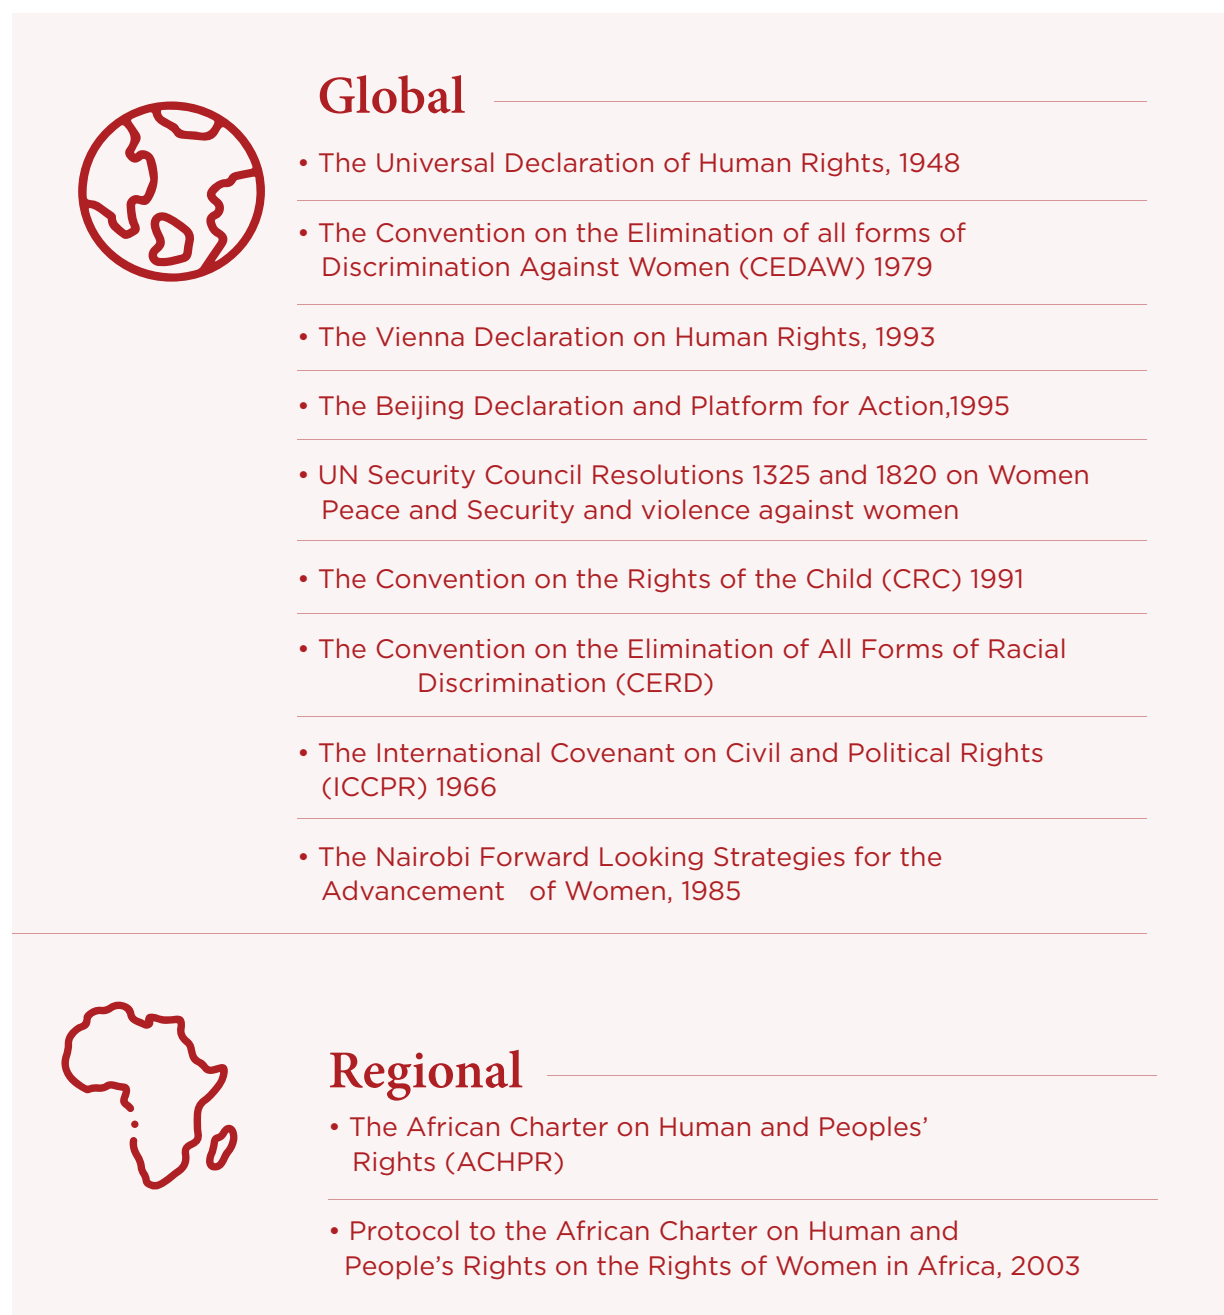 Global
• The Universal Declaration of Human Rights, 1948
• The Convention on the Elimination of all forms of
Discrimination Against Women (CEDAW) 1979
• The Vienna Declaration on Human Rights, 1993
• The Beijing Declaration and Platform for Action,1995
• UN Security Council Resolutions 1325 and 1820 on Women
Peace and Security and violence against women
• The Convention on the Rights of the Child (CRC) 1991
• The Convention on the Elimination of All Forms of Racial
Discrimination (CERD)
• The International Covenant on Civil and Political Rights
(ICCPR) 1966
• The Nairobi Forward Looking Strategies for the
Advancement of Women, 1985
Regional
• The African Charter on Human and Peoples’
Rights (ACHPR)
• Protocol to the African Charter on Human and
People’s Rights on the Rights of Women in Africa, 2003